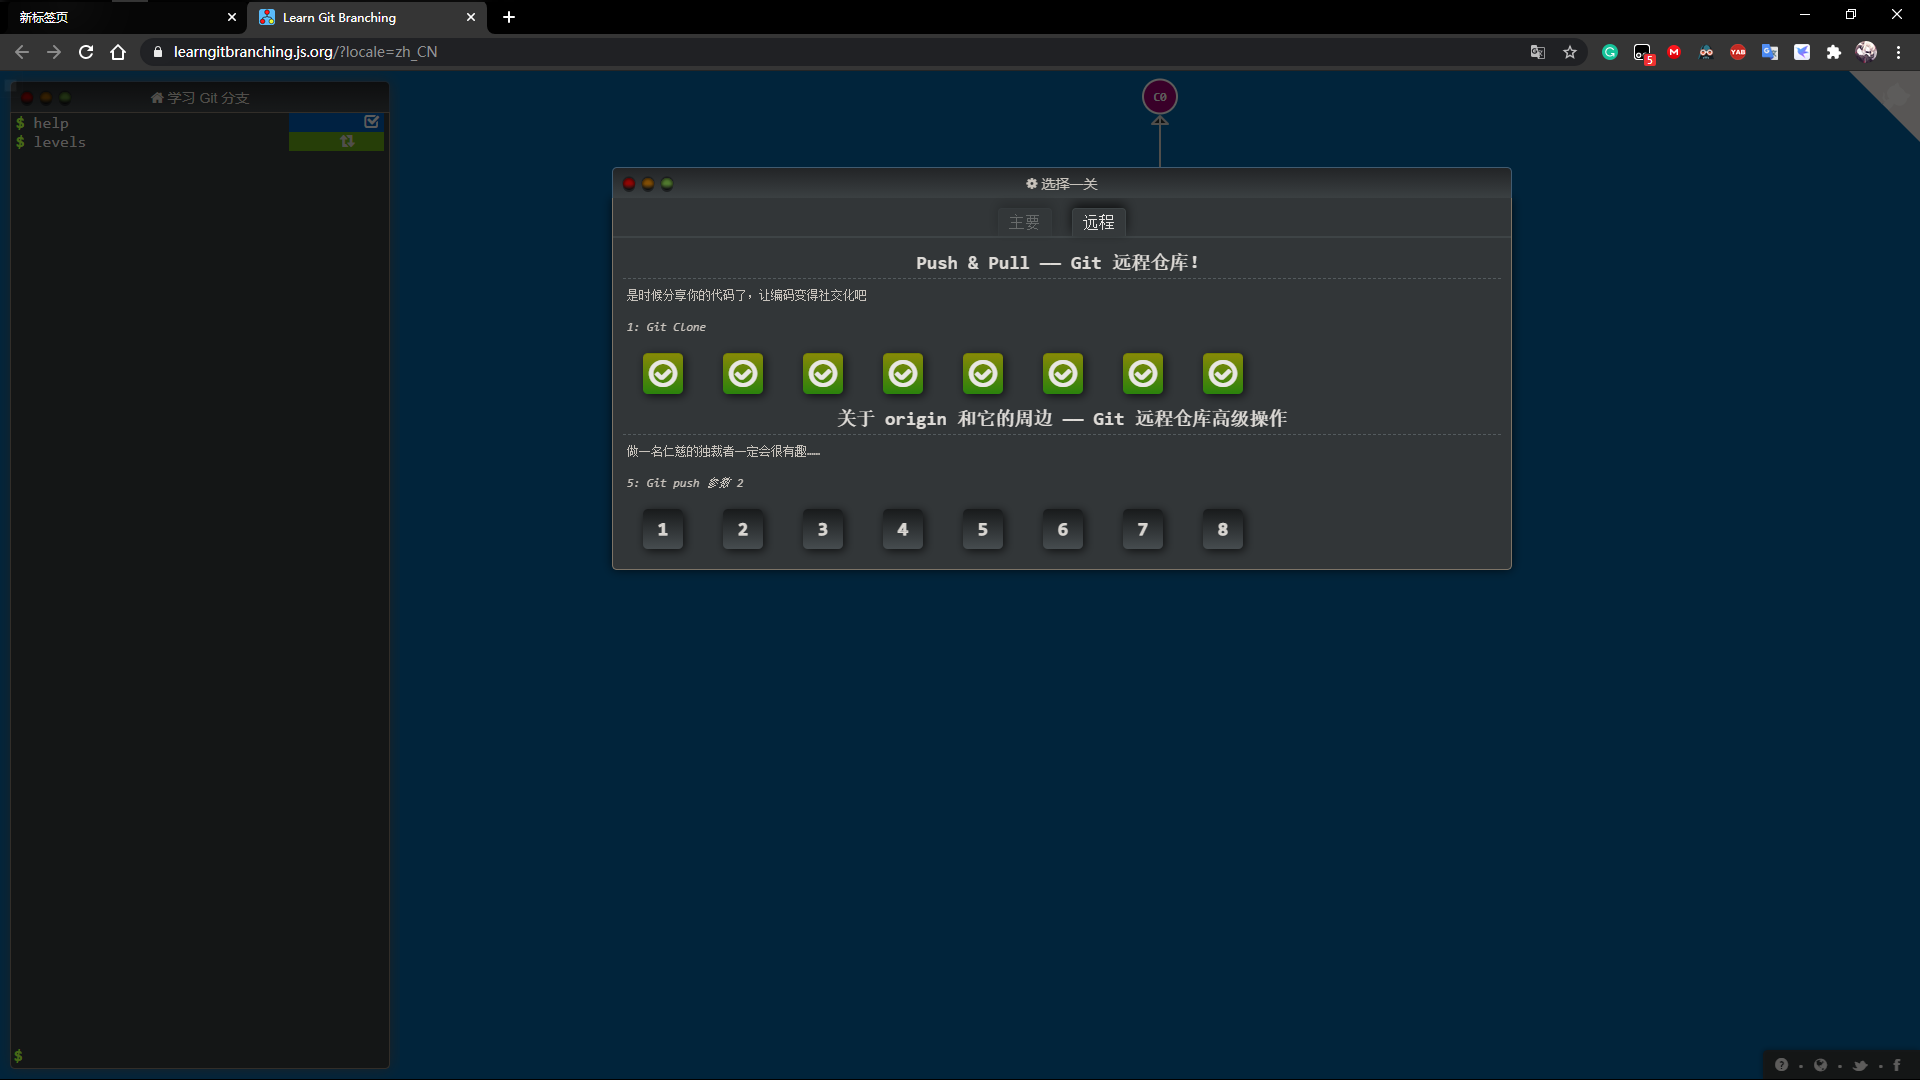 新标签页
Learn Git Branching
learngitbranching.js.org/?locale=zh_CN
5
YAB
学习 Git 分支
$ help
$ levels
$
C0
选择一关
主要
远程
Push & Pull —— Git 远程仓库！
是时候分享你的代码了，让编码变得社交化吧
1: Git Clone
关于 origin 和它的周边 —— Git 远程仓库高级操作
做一名仁慈的独裁者一定会很有趣……
5: Git push 参数 2
1 2 3 4 5 6 7 8